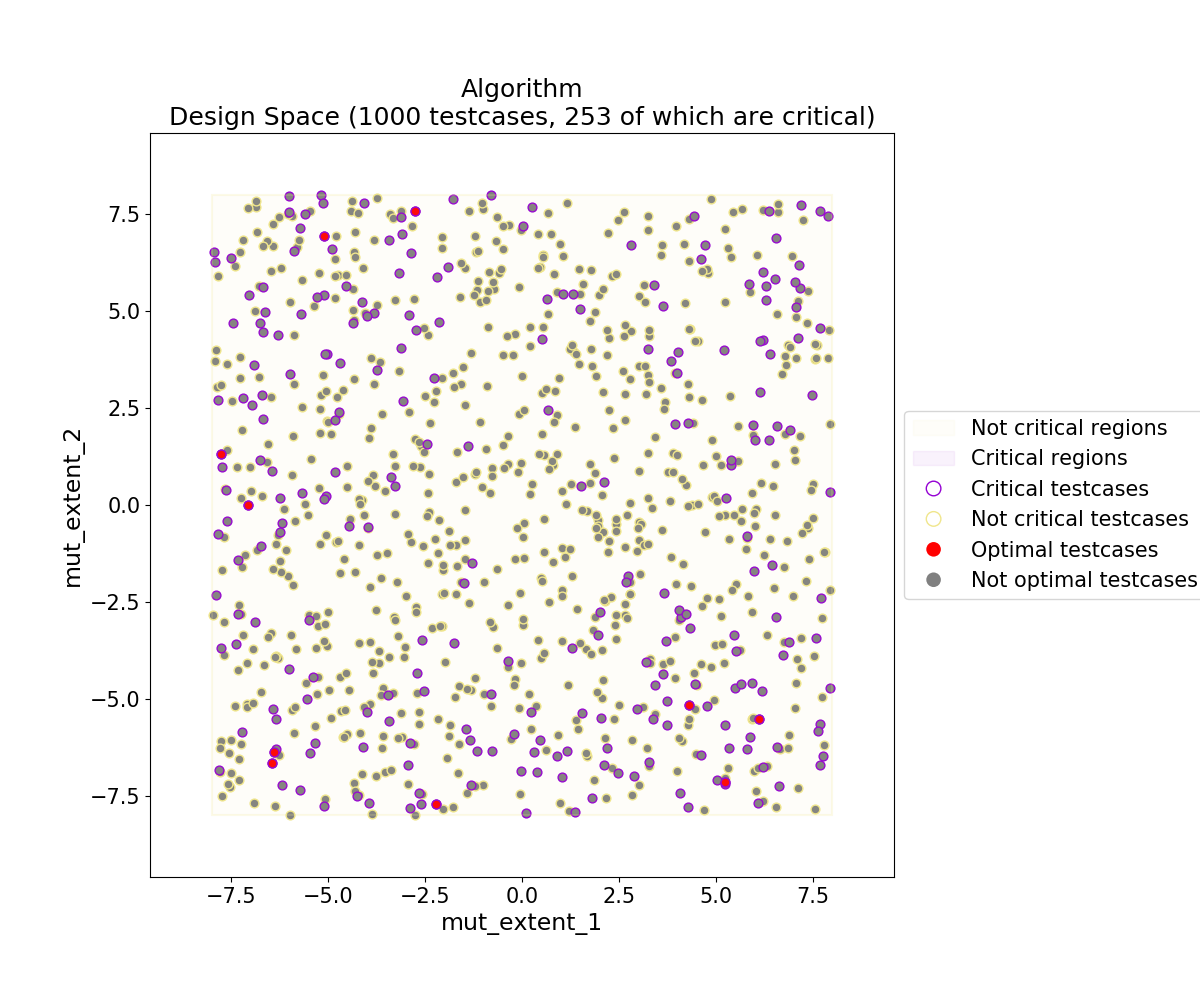 Algorithm
Design Space (1000 testcases, 253 of which are critical)
7.5
5.0
2.5
0.0
−2.5
−5.0
−7.5
mut_extent_2
−7.5 −5.0 −2.5 0.0 2.5 5.0 7.5
mut_extent_1
Not critical regions
Critical regions
Critical testcases
Not critical testcases
Optimal testcases
Not optimal testcases